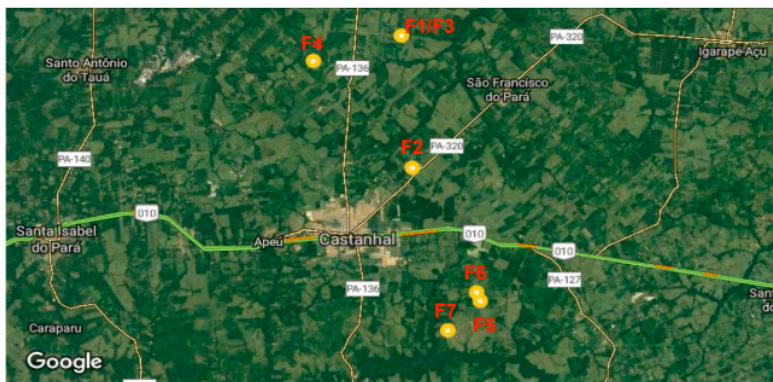 F1/F3
PA-320
Igarapé-Açu
F4
Santo Antônio
do Tauá
PA-136
São Francisco
do Pará
PA-320
F2
PA-140
010
Santa Isabel
do Pará
Apeú
Castanhal
010
010
F6
PA-136
PA-127
Sant
do
F7
F5
Caraparu
Google